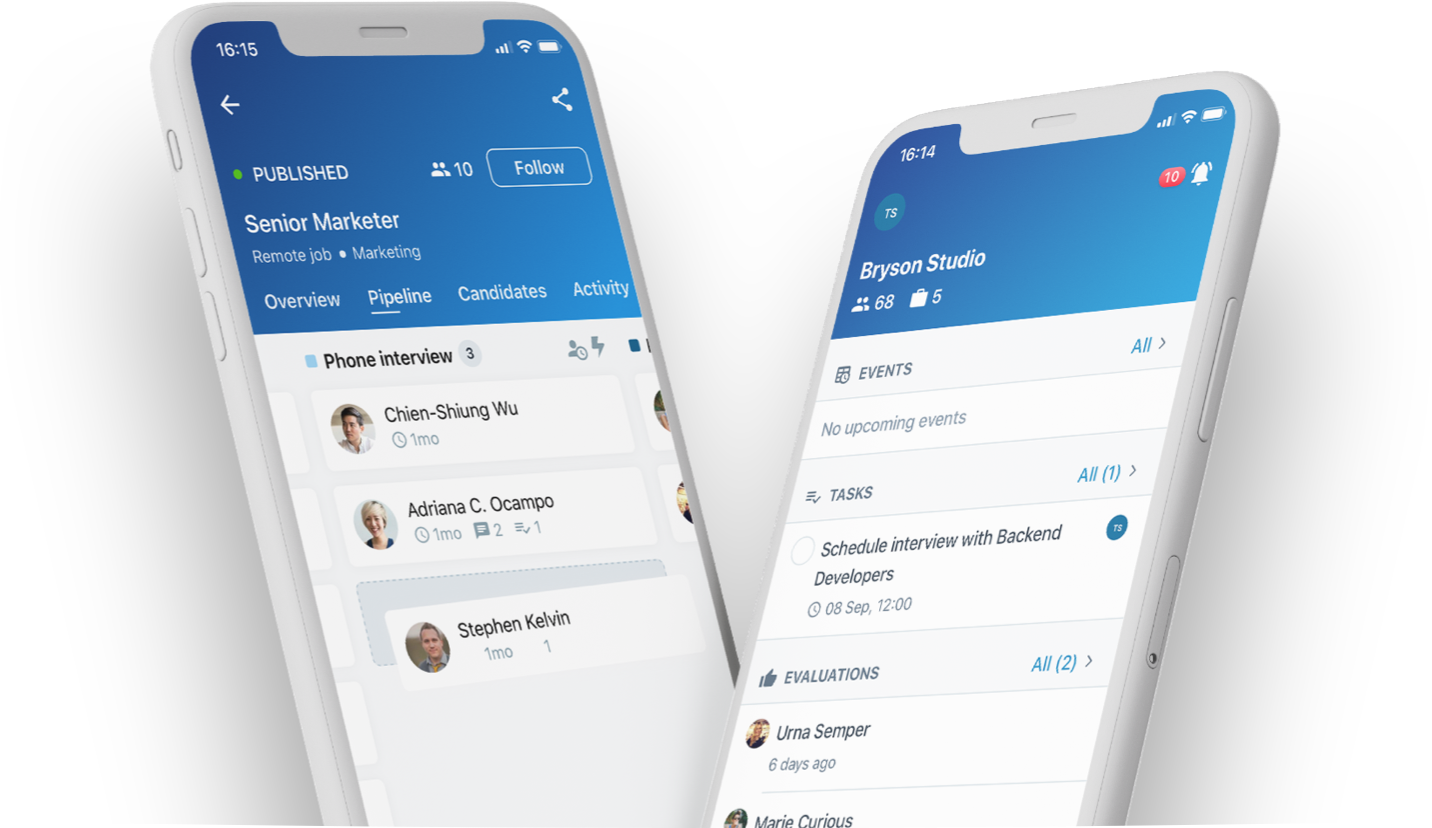 16:15
PUBLISHED
10
Follow
Senior Marketer
Remote job • Marketing
Overview Pipeline Candidates Activity
Phone interview 3
Chien-Shiung Wu
1mo
Adriana C. Ocampo
1mo 2 1
Stephen Kelvin
1mo 1
16:14
10
TS
Bryson Studio
68 5
EVENTS All >
No upcoming events
TASKS All (1) >
Schedule interview with Backend
Developers
TS
08 Sep, 12:00
EVALUATIONS All (2) >
Urna Semper
6 days ago
Marie Curious